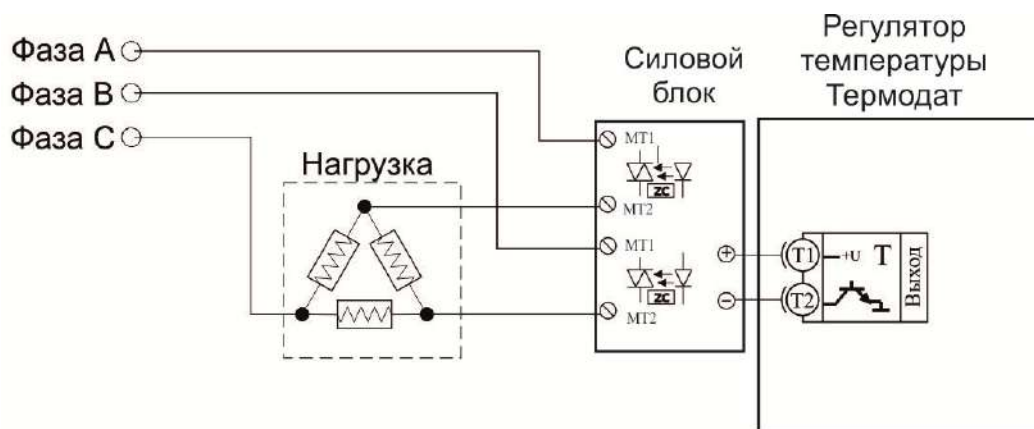 Фаза A
Фаза B
Фаза C
Нагрузка
Силовой
блок
Регулятор
температуры
Термодат
MT1
ZC
MT2
MT1
ZC
MT2
+
−
T1
+U
T
T2
Выход